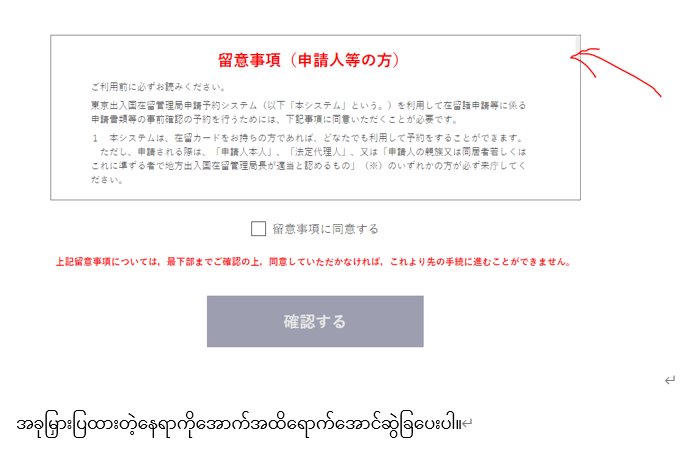 留意事項（申請人等の方）
ご利用前に必ずお読みください。
東京出入国在留管理局申請予約システム（以下「本システム」という。）を利用して在留諸申請等に係る
申請書類等の事前確認の予約を行うためには、下記事項に同意いただくことが必要です。
１　本システムは、在留カードをお持ちの方であれば、どなたでも利用して予約をすることができます。
ただし、申請される際は、「申請人本人」、「法定代理人」、又は「申請人の親族又は同居者若しくは
これに準ずる者で地方出入国在留管理局長が適当と認めるもの」（※）のいずれかの方が必ず来庁してく
ださい。
留意事項に同意する
上記留意事項については，最下部までご確認の上，同意していただかなければ，これより先の手続に進むことができません。
確認する
အခုမြှားပြထားတဲ့နေရာကိုအောက်အထိရောက်အောင်ဆွဲခြပေးပါ။